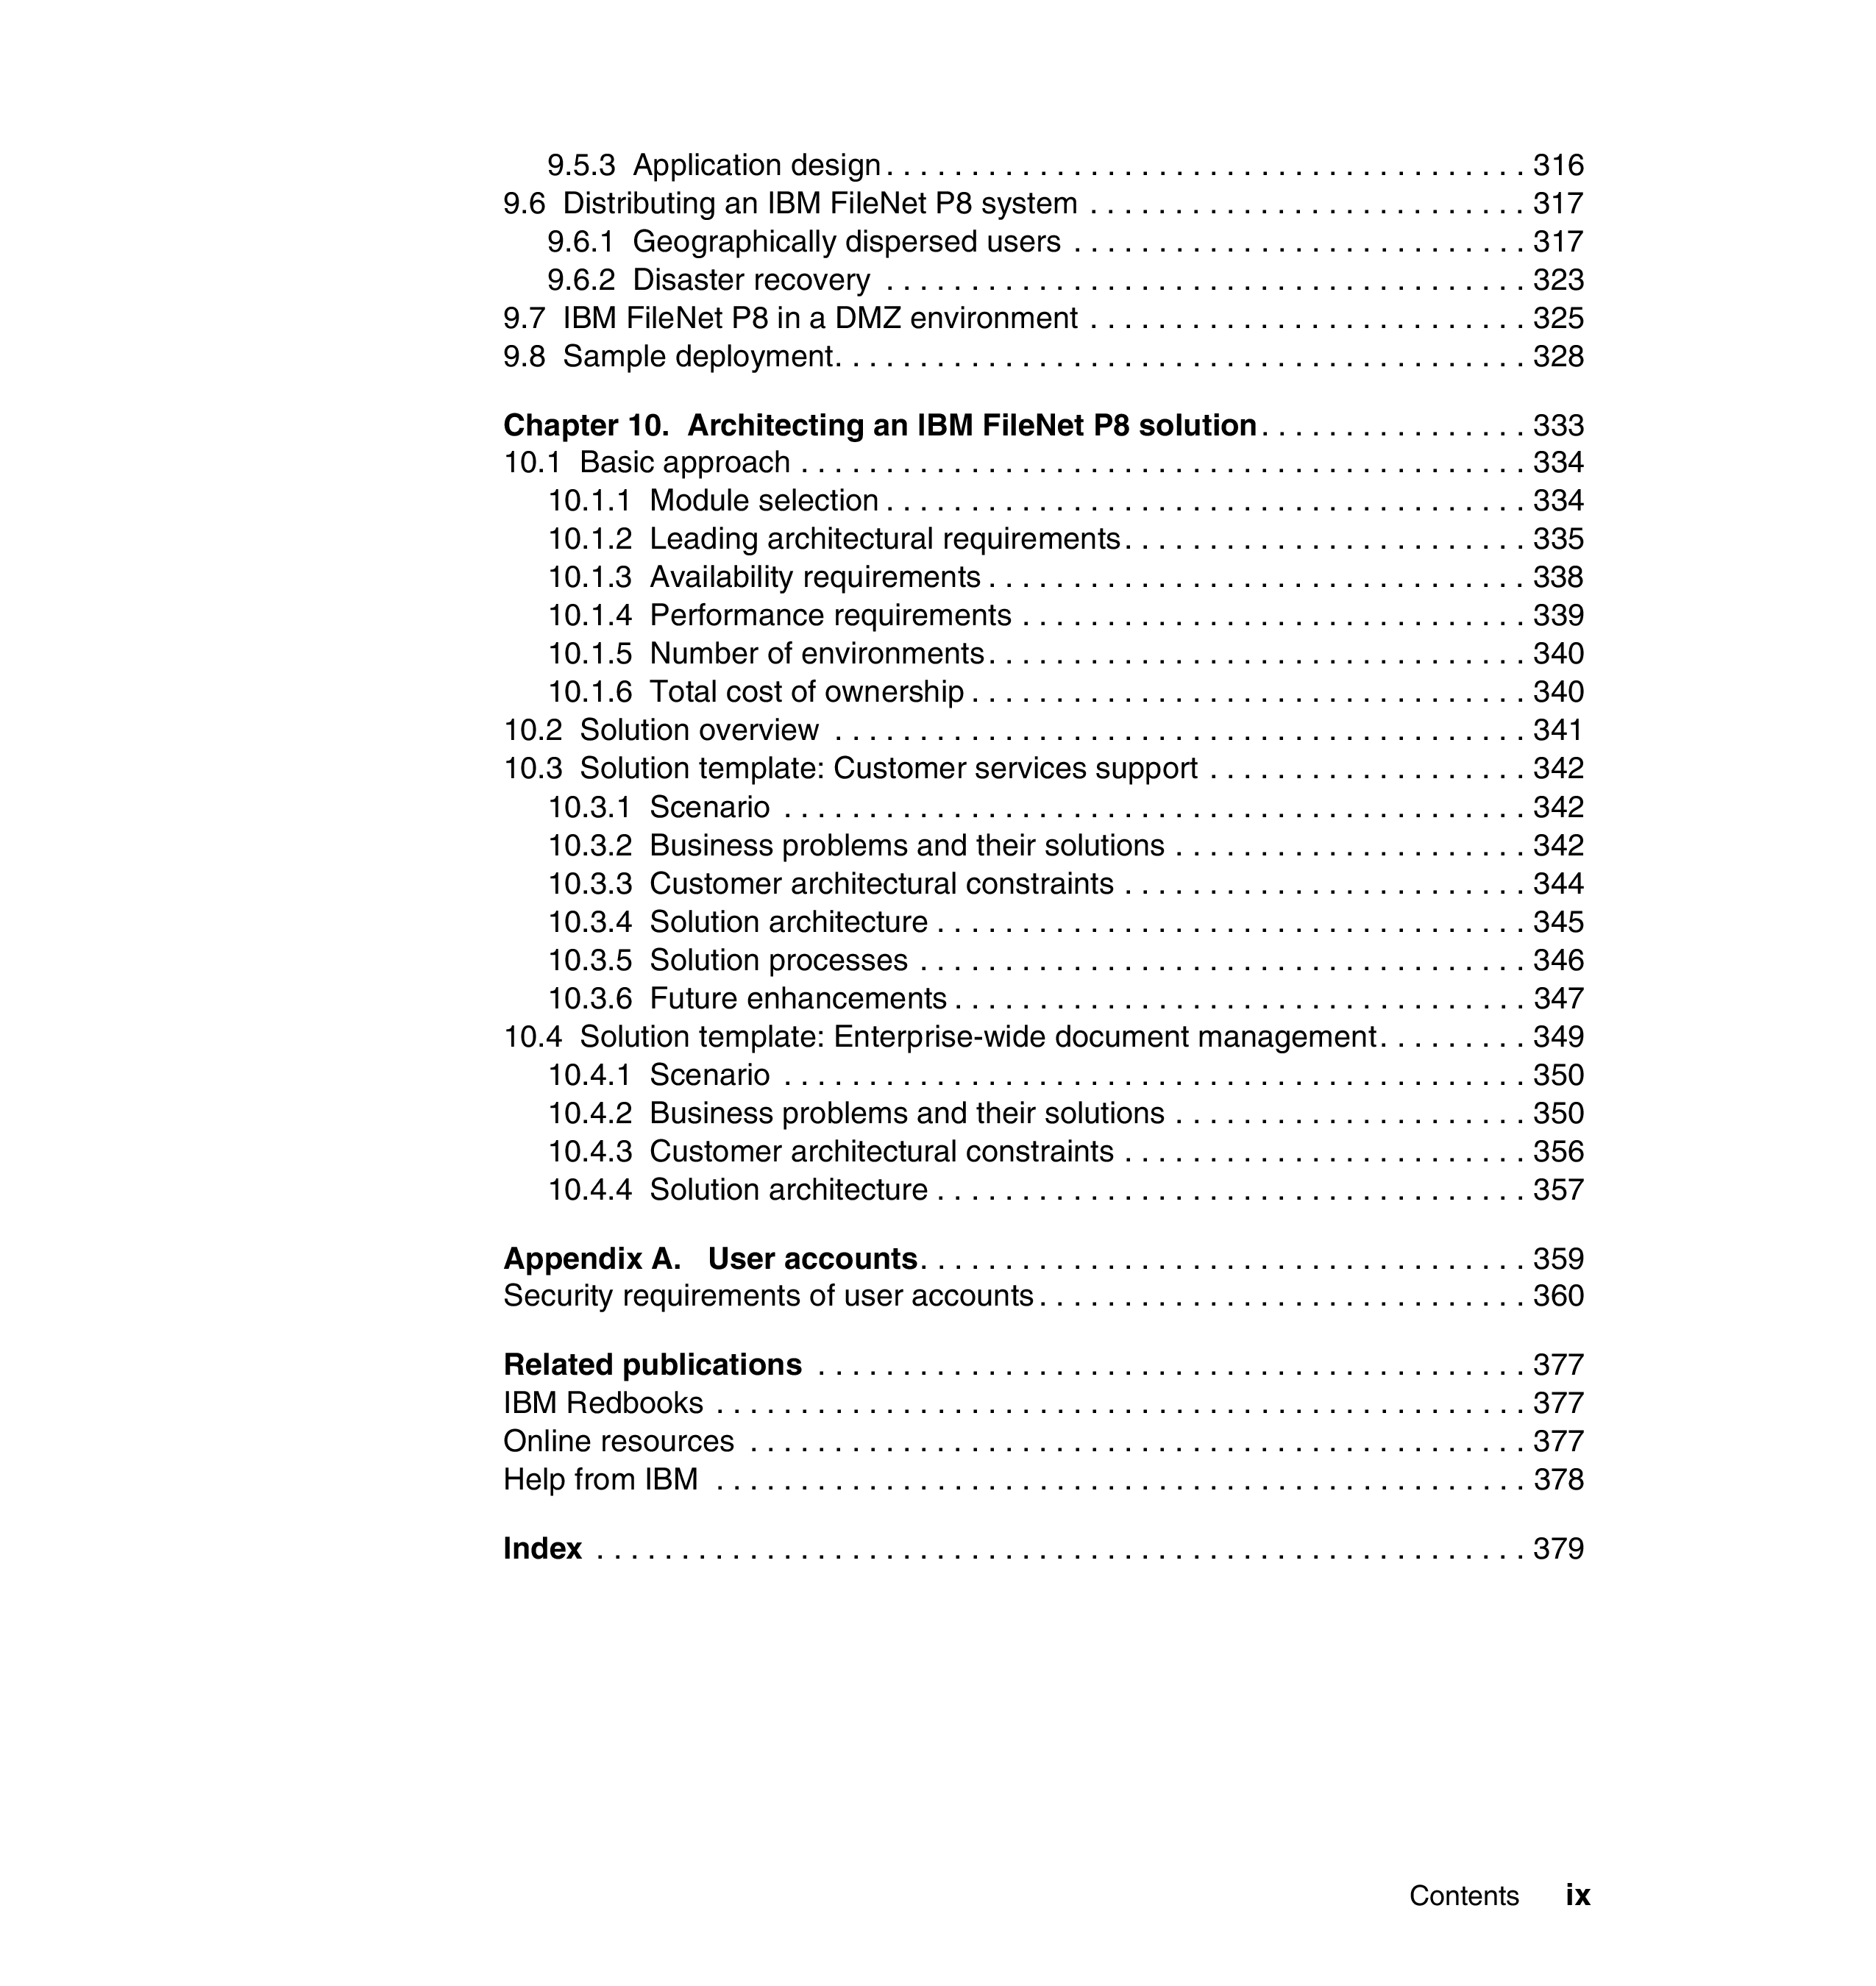 9.5.3 Application design . . . . . . . . . . . . . . . . . . . . . . . . . . . . . . . . . . . . . . 316
9.6 Distributing an IBM FileNet P8 system . . . . . . . . . . . . . . . . . . . . . . . . . . 317
9.6.1 Geographically dispersed users . . . . . . . . . . . . . . . . . . . . . . . . . . . 317
9.6.2 Disaster recovery . . . . . . . . . . . . . . . . . . . . . . . . . . . . . . . . . . . . . . 323
9.7 IBM FileNet P8 in a DMZ environment . . . . . . . . . . . . . . . . . . . . . . . . . . 325
9.8 Sample deployment. . . . . . . . . . . . . . . . . . . . . . . . . . . . . . . . . . . . . . . . . 328
Chapter 10. Architecting an IBM FileNet P8 solution . . . . . . . . . . . . . . . . 333
10.1 Basic approach . . . . . . . . . . . . . . . . . . . . . . . . . . . . . . . . . . . . . . . . . . . 334
10.1.1 Module selection . . . . . . . . . . . . . . . . . . . . . . . . . . . . . . . . . . . . . . 334
10.1.2 Leading architectural requirements. . . . . . . . . . . . . . . . . . . . . . . . 335
10.1.3 Availability requirements . . . . . . . . . . . . . . . . . . . . . . . . . . . . . . . . 338
10.1.4 Performance requirements . . . . . . . . . . . . . . . . . . . . . . . . . . . . . . 339
10.1.5 Number of environments. . . . . . . . . . . . . . . . . . . . . . . . . . . . . . . . 340
10.1.6 Total cost of ownership . . . . . . . . . . . . . . . . . . . . . . . . . . . . . . . . . 340
10.2 Solution overview . . . . . . . . . . . . . . . . . . . . . . . . . . . . . . . . . . . . . . . . . 341
10.3 Solution template: Customer services support . . . . . . . . . . . . . . . . . . . 342
10.3.1 Scenario . . . . . . . . . . . . . . . . . . . . . . . . . . . . . . . . . . . . . . . . . . . . 342
10.3.2 Business problems and their solutions . . . . . . . . . . . . . . . . . . . . . 342
10.3.3 Customer architectural constraints . . . . . . . . . . . . . . . . . . . . . . . . 344
10.3.4 Solution architecture . . . . . . . . . . . . . . . . . . . . . . . . . . . . . . . . . . . 345
10.3.5 Solution processes . . . . . . . . . . . . . . . . . . . . . . . . . . . . . . . . . . . . 346
10.3.6 Future enhancements . . . . . . . . . . . . . . . . . . . . . . . . . . . . . . . . . . 347
10.4 Solution template: Enterprise-wide document management. . . . . . . . . 349
10.4.1 Scenario . . . . . . . . . . . . . . . . . . . . . . . . . . . . . . . . . . . . . . . . . . . . 350
10.4.2 Business problems and their solutions . . . . . . . . . . . . . . . . . . . . . 350
10.4.3 Customer architectural constraints . . . . . . . . . . . . . . . . . . . . . . . . 356
10.4.4 Solution architecture . . . . . . . . . . . . . . . . . . . . . . . . . . . . . . . . . . . 357
Appendix A. User accounts. . . . . . . . . . . . . . . . . . . . . . . . . . . . . . . . . . . . 359
Security requirements of user accounts . . . . . . . . . . . . . . . . . . . . . . . . . . . . . 360
Related publications . . . . . . . . . . . . . . . . . . . . . . . . . . . . . . . . . . . . . . . . . . 377
IBM Redbooks . . . . . . . . . . . . . . . . . . . . . . . . . . . . . . . . . . . . . . . . . . . . . . . . 377
Online resources . . . . . . . . . . . . . . . . . . . . . . . . . . . . . . . . . . . . . . . . . . . . . . 377
Help from IBM . . . . . . . . . . . . . . . . . . . . . . . . . . . . . . . . . . . . . . . . . . . . . . . . 378
Index . . . . . . . . . . . . . . . . . . . . . . . . . . . . . . . . . . . . . . . . . . . . . . . . . . . . . . . 379
Contents ix